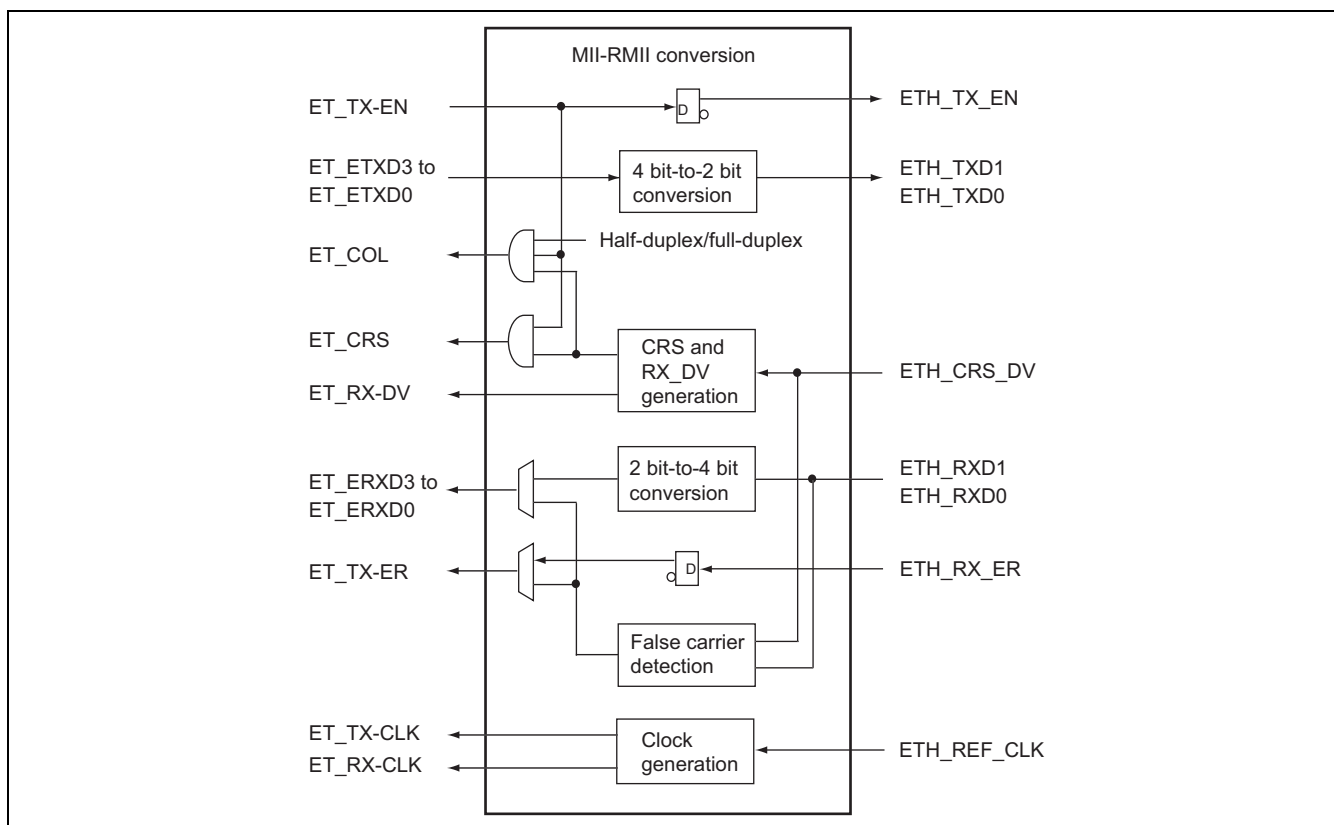 MII-RMII conversion
ET_TX-EN
D
ETH_TX_EN
ET_ETXD3 to
ET_ETXD0
4 bit-to-2 bit
conversion
ETH_TXD1
ETH_TXD0
Half-duplex/full-duplex
ET_COL
ET_CRS
ET_RX-DV
CRS and
RX_DV
generation
ETH_CRS_DV
ET_ERXD3 to
ET_ERXD0
2 bit-to-4 bit
conversion
ETH_RXD1
ETH_RXD0
ET_TX-ER
D
ETH_RX_ER
False carrier
detection
ET_TX-CLK
ET_RX-CLK
Clock
generation
ETH_REF_CLK